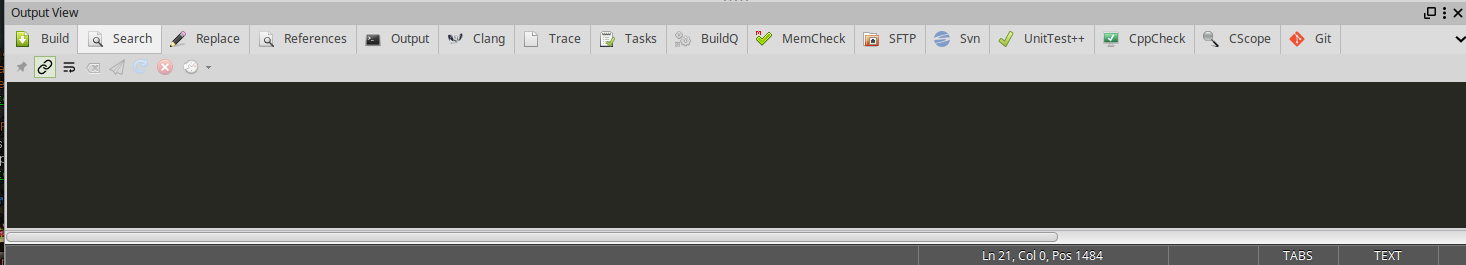 Output View
Build Search Replace References Output Clang Trace Tasks BuildQ MemCheck SFTP Svn UnitTest++ CppCheck CScope Git
Ln 21, Col 0, Pos 1484 TABS TEXT